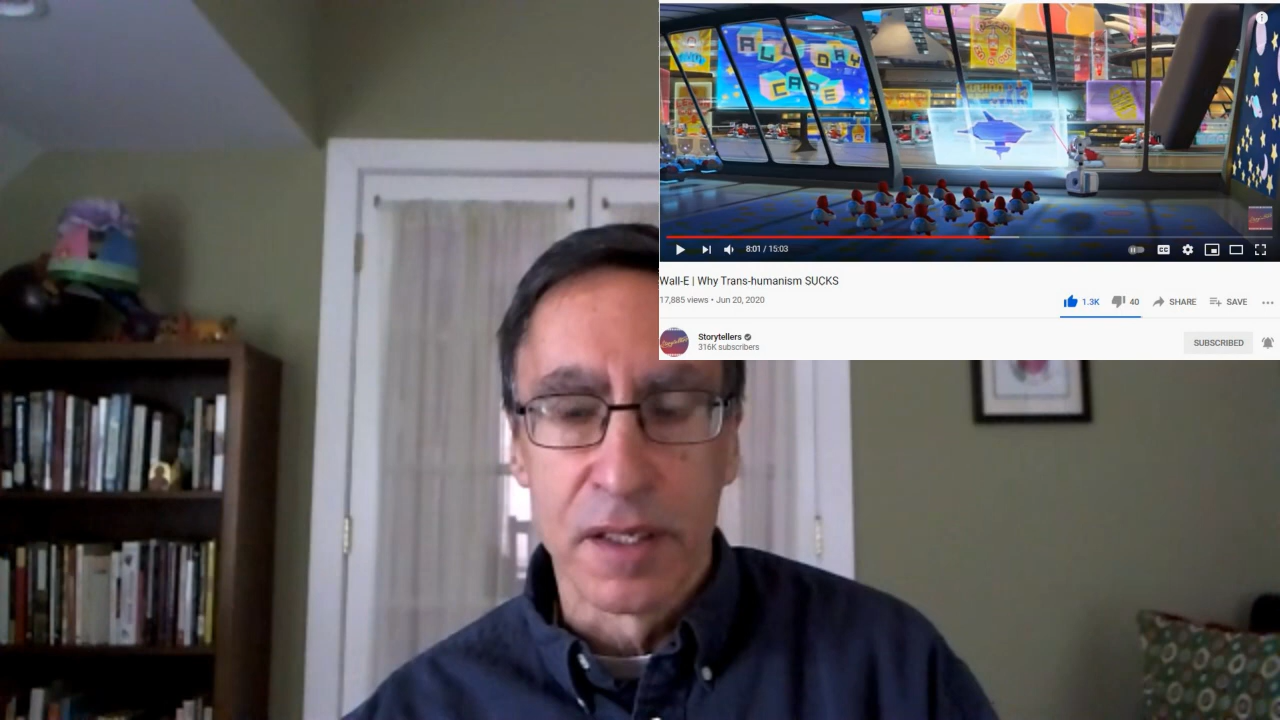 ALL DAY
CARE
8:01 / 15:03
CC
Wall-E | Why Trans-humanism SUCKS
17,885 views • Jun 20, 2020
1.3K 40 SHARE SAVE
Storytellers
316K subscribers
SUBSCRIBED